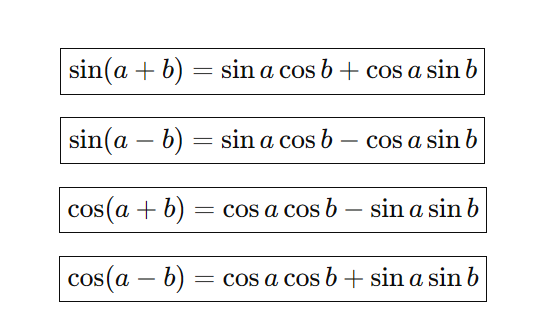 sin(a + b) = sin a cos b + cos a sin b
sin(a − b) = sin a cos b − cos a sin b
cos(a + b) = cos a cos b − sin a sin b
cos(a − b) = cos a cos b + sin a sin b